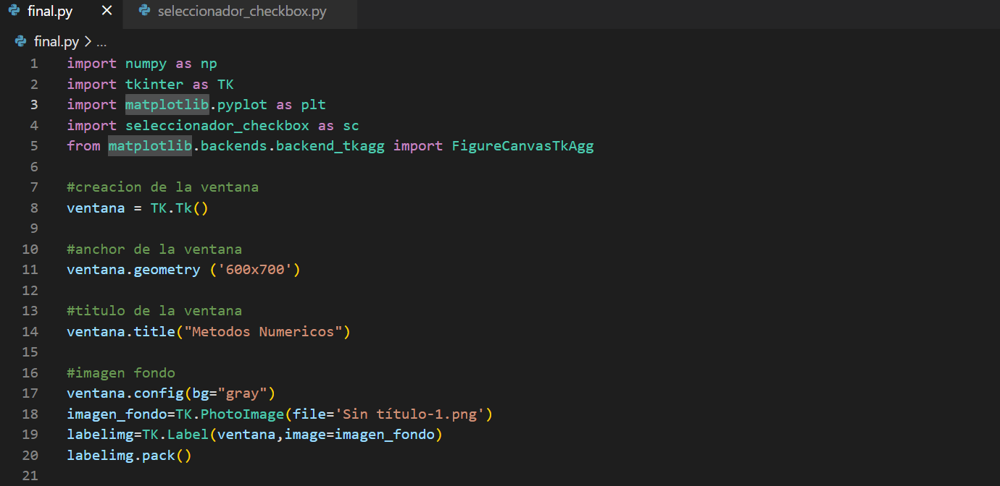 final.py
seleccionador_checkbox.py
final.py > ...
1 import numpy as np
2 import tkinter as TK
3 import matplotlib.pyplot as plt
4 import seleccionador_checkbox as sc
5 from matplotlib.backends.backend_tkagg import FigureCanvasTkAgg
6
7 #creacion de la ventana
8 ventana = TK.Tk()
9
10 #anchor de la ventana
11 ventana.geometry ('600x700')
12
13 #titulo de la ventana
14 ventana.title("Metodos Numericos")
15
16 #imagen fondo
17 ventana.config(bg="gray")
18 imagen_fondo=TK.PhotoImage(file='Sin título-1.png')
19 labelimg=TK.Label(ventana,image=imagen_fondo)
20 labelimg.pack()
21